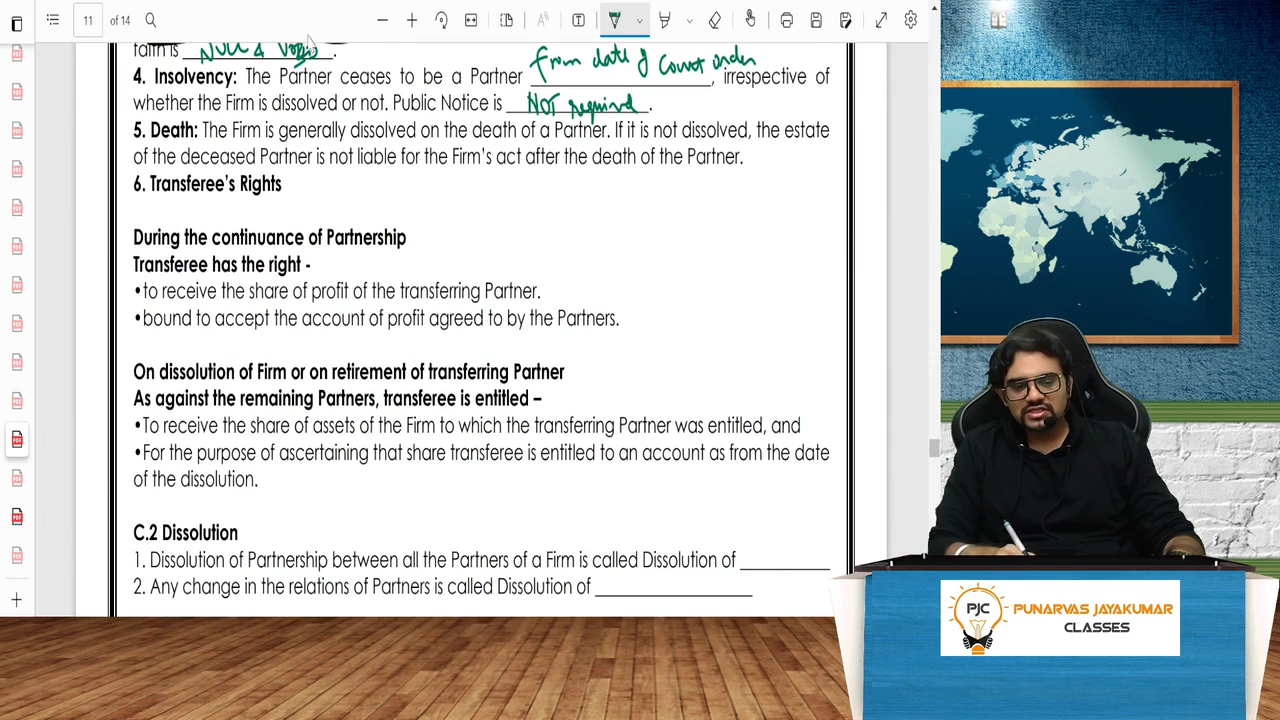 11 of 14
faith is Null & Void.
4. Insolvency: The Partner ceases to be a Partner from date of Court order, irrespective of
whether the Firm is dissolved or not. Public Notice is NOT required.
5. Death: The Firm is generally dissolved on the death of a Partner. If it is not dissolved, the estate
of the deceased Partner is not liable for the Firm's act after the death of the Partner.
6. Transferee's Rights
During the continuance of Partnership
Transferee has the right -
•to receive the share of profit of the transferring Partner.
•bound to accept the account of profit agreed to by the Partners.
On dissolution of Firm or on retirement of transferring Partner
As against the remaining Partners, transferee is entitled –
•To receive the share of assets of the Firm to which the transferring Partner was entitled, and
•For the purpose of ascertaining that share transferee is entitled to an account as from the date
of the dissolution.
C.2 Dissolution
1. Dissolution of Partnership between all the Partners of a Firm is called Dissolution of __________
2. Any change in the relations of Partners is called Dissolution of __________________
PJC
PUNARVAS JAYAKUMAR
CLASSES